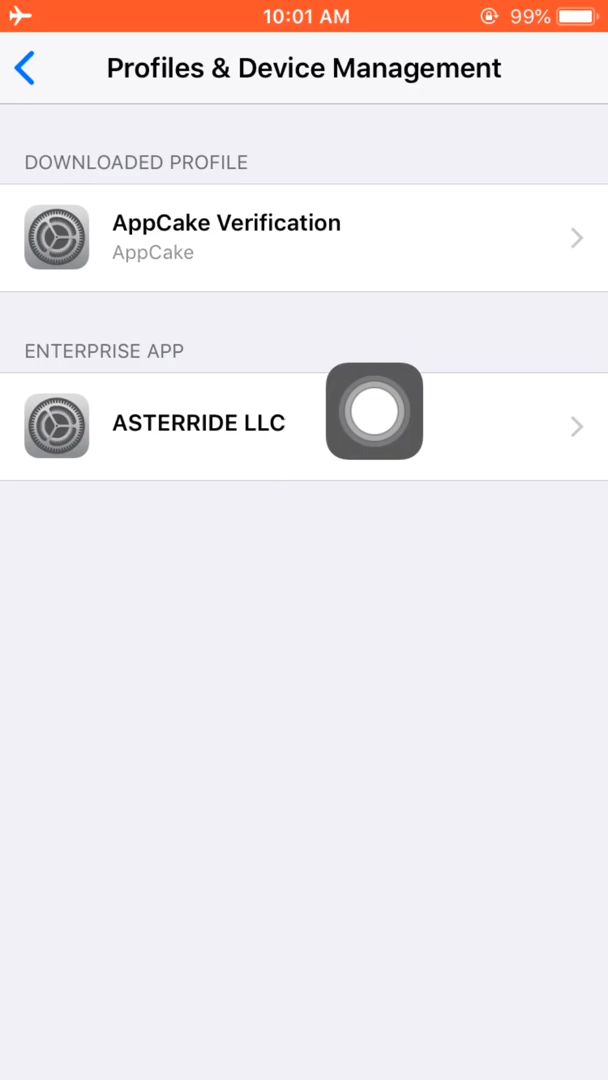 10:01 AM 99%
Profiles & Device Management
DOWNLOADED PROFILE
AppCake Verification
AppCake
ENTERPRISE APP
ASTERRIDE LLC